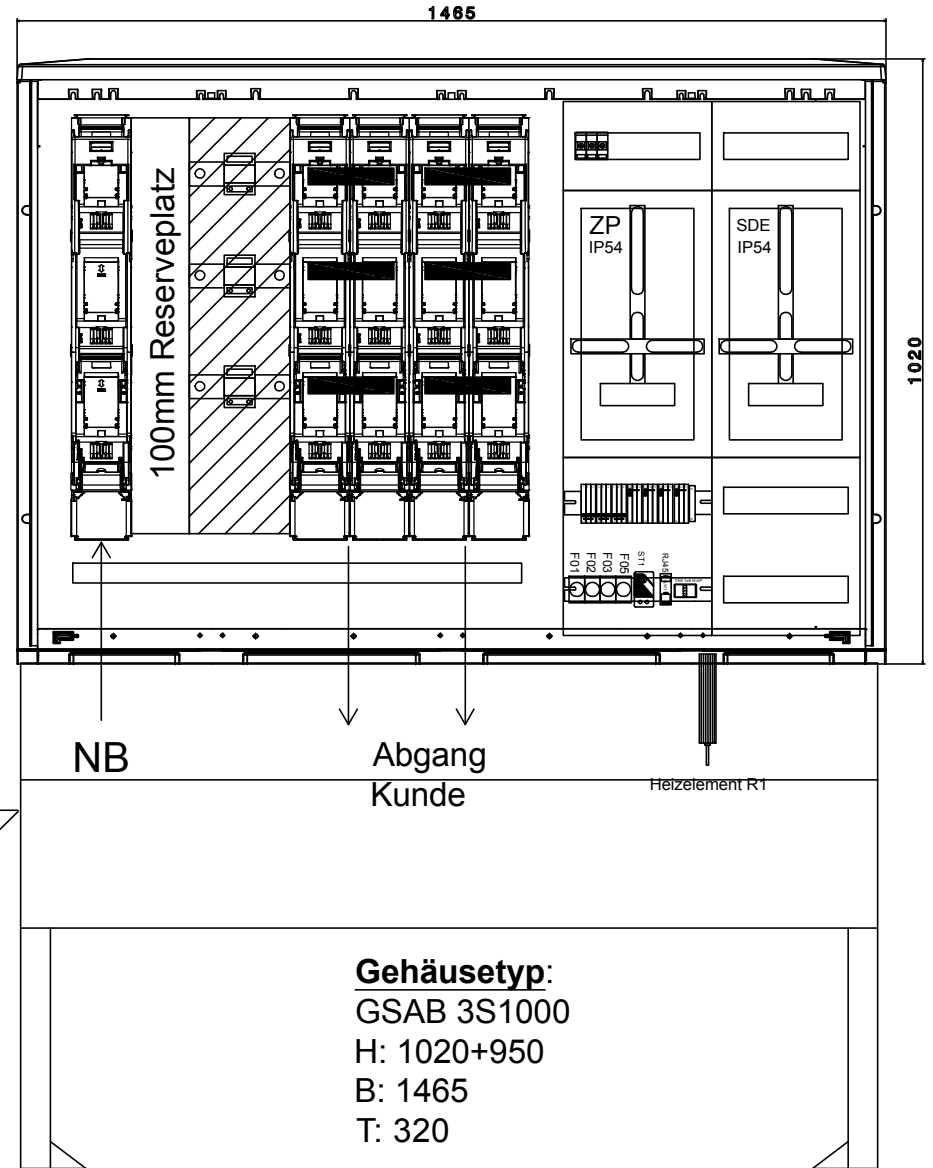 1465
1020
100mm Reserveplatz
ZP
IP54
SDE
IP54
F01
F02
F03
F05
ST1
RJ45
NB
Abgang
Kunde
Heizelement R1
Gehäusetyp:
GSAB 3S1000
H: 1020+950
B: 1465
T: 320